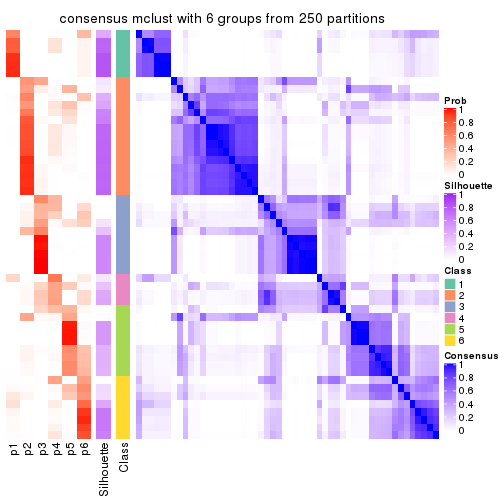 consensus mclust with 6 groups from 250 partitions
Prob
1
0.8
0.6
0.4
0.2
0
Silhouette
1
0.8
0.6
0.4
0.2
0
Class
1
2
3
4
5
6
Consensus
1
0.8
0.6
0.4
0.2
0
p1
p2
p3
p4
p5
p6
Silhouette
Class